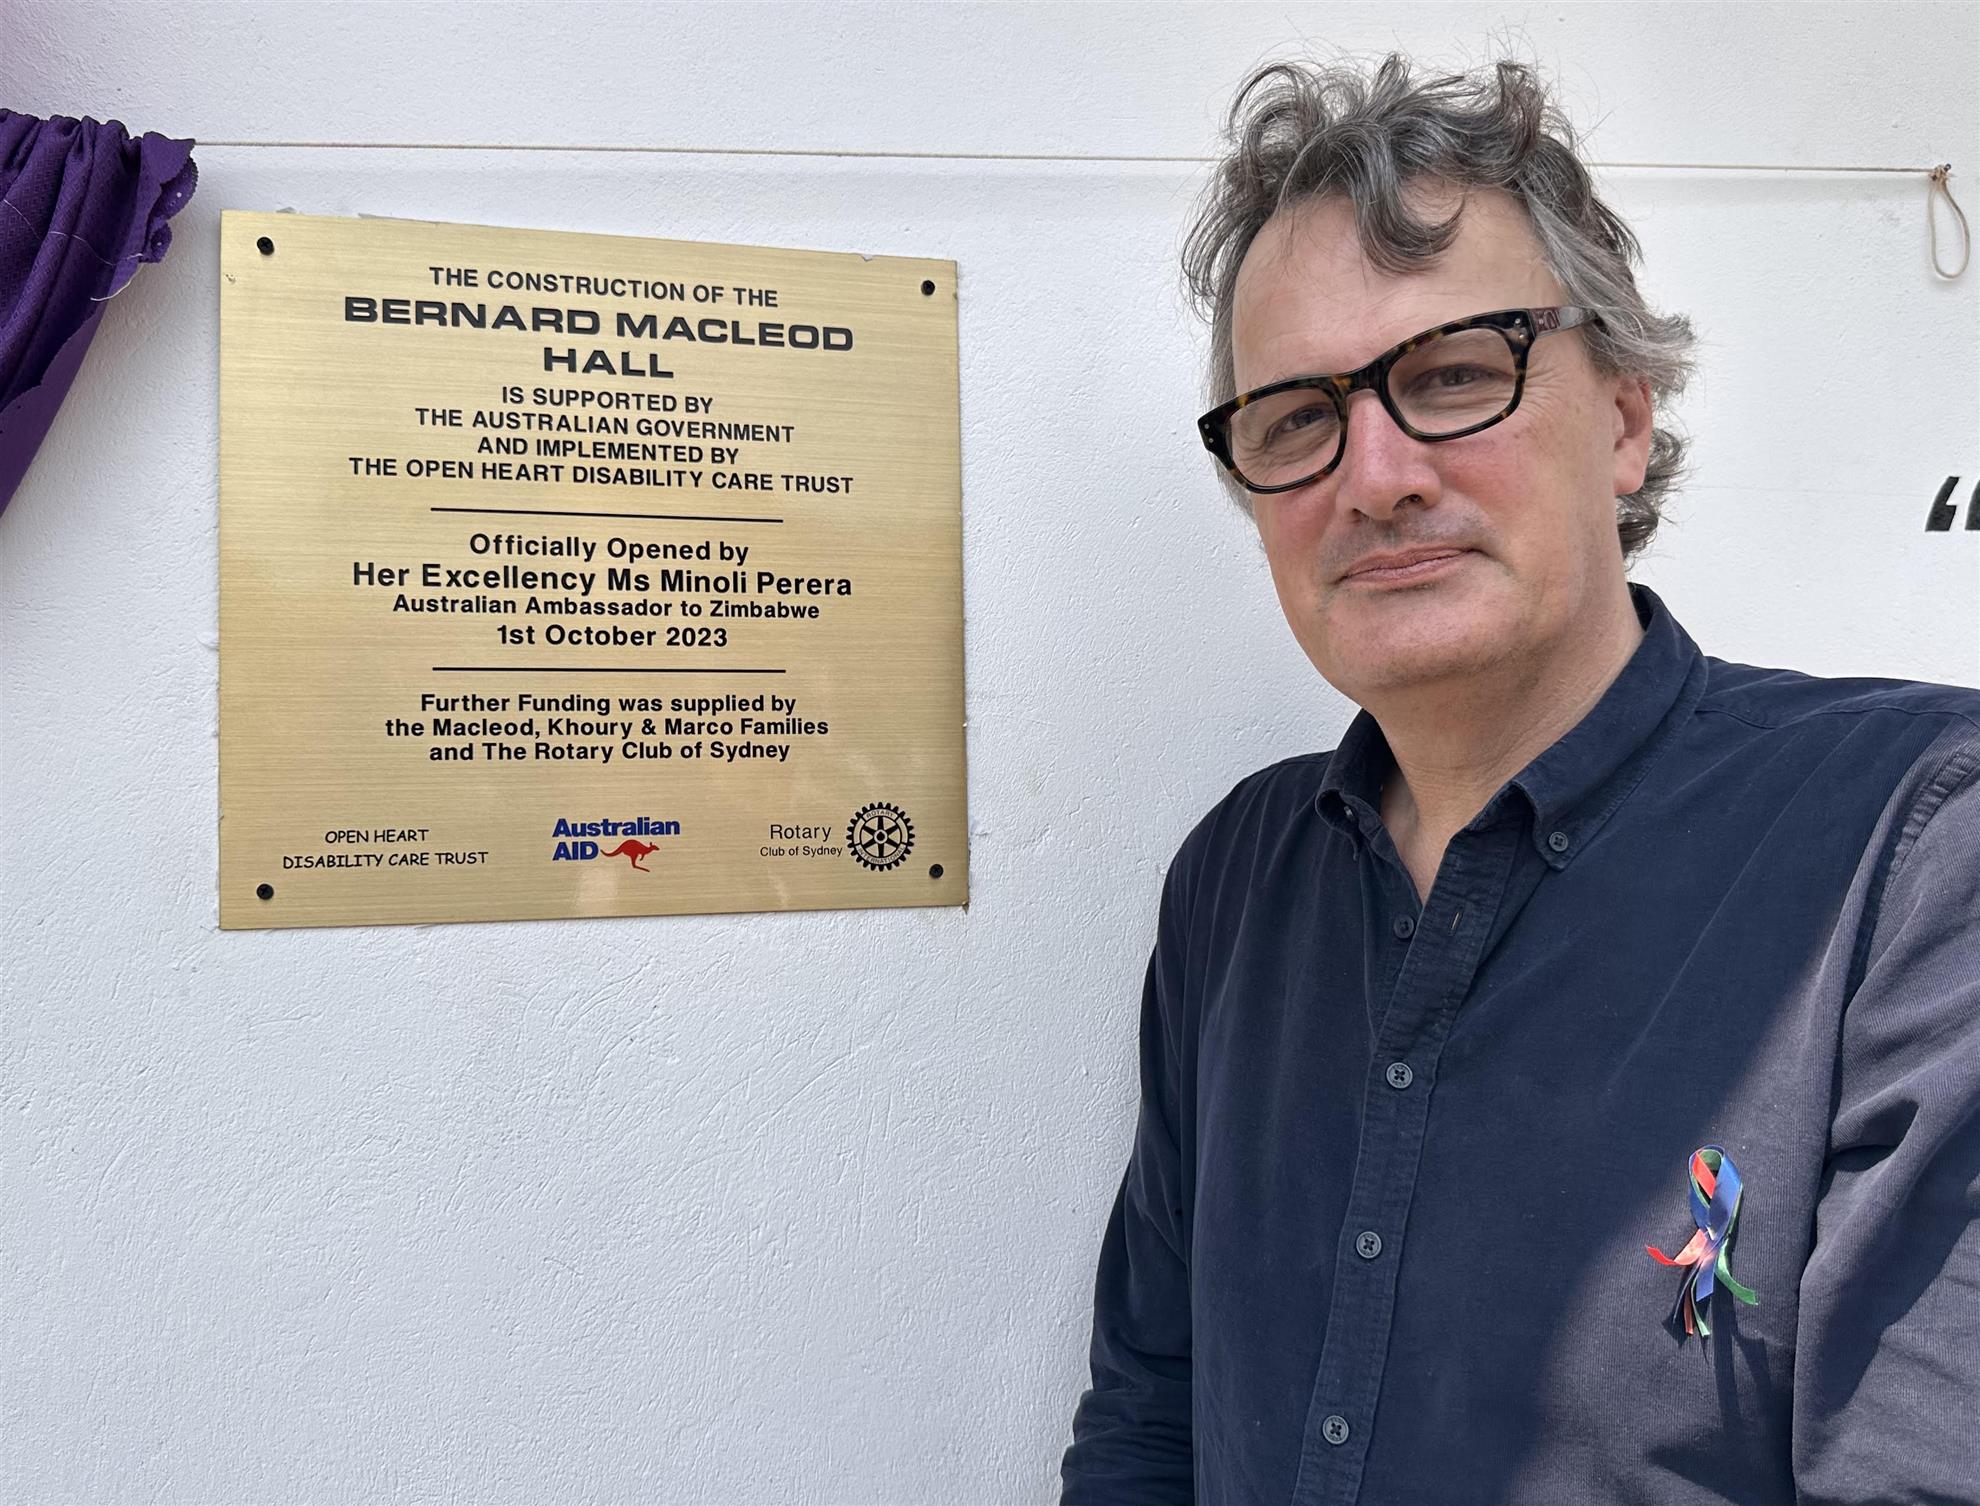 THE CONSTRUCTION OF THE
BERNARD MACLEOD
HALL
IS SUPPORTED BY
THE AUSTRALIAN GOVERNMENT
AND IMPLEMENTED BY
THE OPEN HEART DISABILITY CARE TRUST
Officially Opened by
Her Excellency Ms Minoli Perera
Australian Ambassador to Zimbabwe
1st October 2023
Further Funding was supplied by
the Macleod, Khoury & Marco Families
and The Rotary Club of Sydney
OPEN HEART
DISABILITY CARE TRUST
Australian
AID
Rotary
Club of Sydney
ROTARY
INTERNATIONAL
“